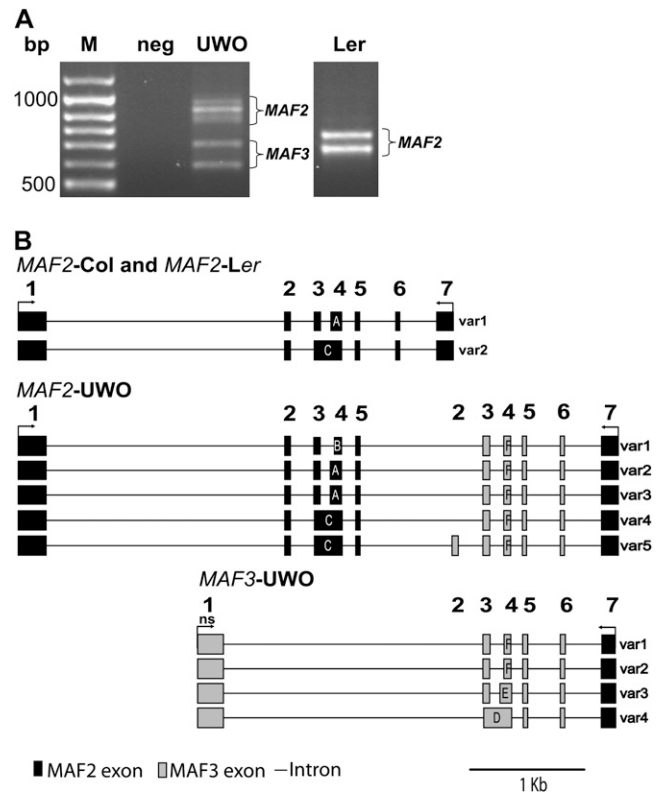 A
bp M neg UWO Ler
1000
500
MAF2
MAF3
MAF2
B
MAF2-Col and MAF2-Ler
1 2 3 4 5 6 7
A var1
C var2
MAF2-UWO
1 2 3 4 5 2 3 4 5 6 7
B F var1
A F var2
A F var3
C F var4
C F var5
MAF3-UWO
1 2 3 4 5 6 7
ns
F var1
F var2
E var3
D var4
MAF2 exon MAF3 exon Intron
1 Kb